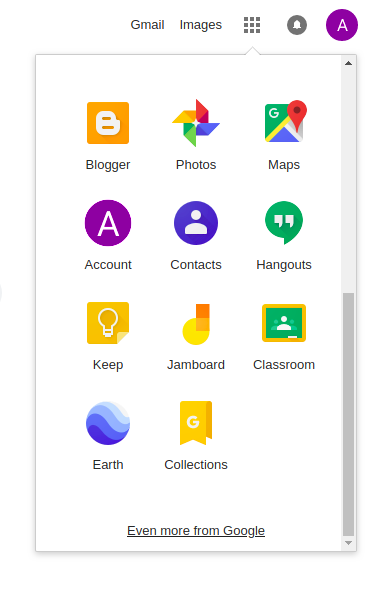 Gmail Images A
Blogger Photos Maps
A
Account Contacts Hangouts
Keep Jamboard Classroom
G
Earth Collections
Even more from Google